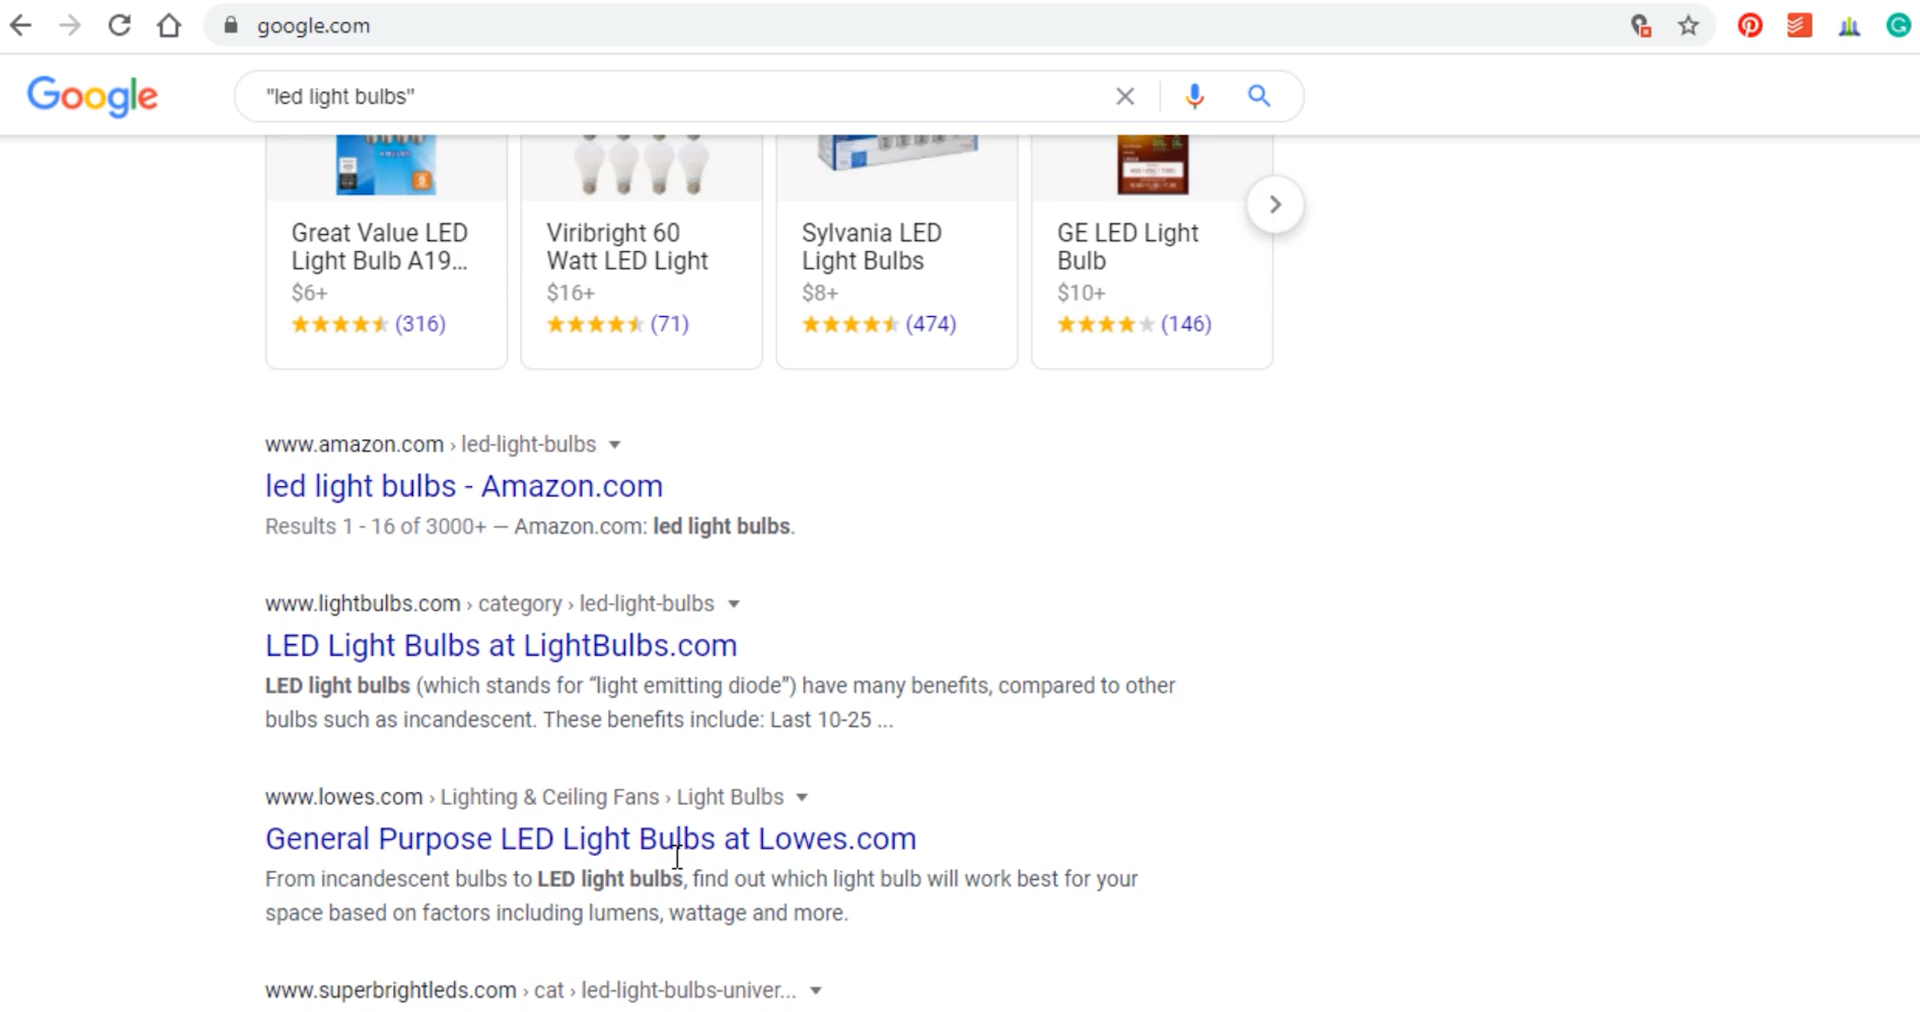 google.com
Google
"led light bulbs"
Great Value LED
Light Bulb A19...
$6+
(316)
Viribright 60
Watt LED Light
$16+
(71)
Sylvania LED
Light Bulbs
$8+
(474)
GE LED Light
Bulb
$10+
(146)
www.amazon.com › led-light-bulbs
led light bulbs - Amazon.com
Results 1 - 16 of 3000+ — Amazon.com: led light bulbs.
www.lightbulbs.com › category › led-light-bulbs
LED Light Bulbs at LightBulbs.com
LED light bulbs (which stands for “light emitting diode”) have many benefits, compared to other
bulbs such as incandescent. These benefits include: Last 10-25 ...
www.lowes.com › Lighting & Ceiling Fans › Light Bulbs
General Purpose LED Light Bulbs at Lowes.com
From incandescent bulbs to LED light bulbs, find out which light bulb will work best for your
space based on factors including lumens, wattage and more.
www.superbrightleds.com › cat › led-light-bulbs-univer...